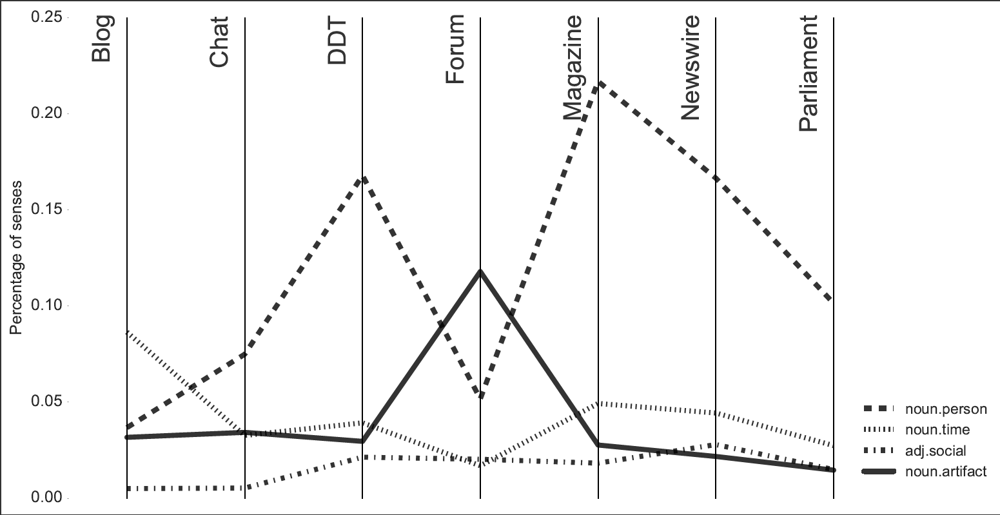 Percentage of senses
0.25
0.20
0.15
0.10
0.05
0.00
Blog
Chat
DDT
Forum
Magazine
Newswire
Parliament
noun.person
noun.time
adj.social
noun.artifact